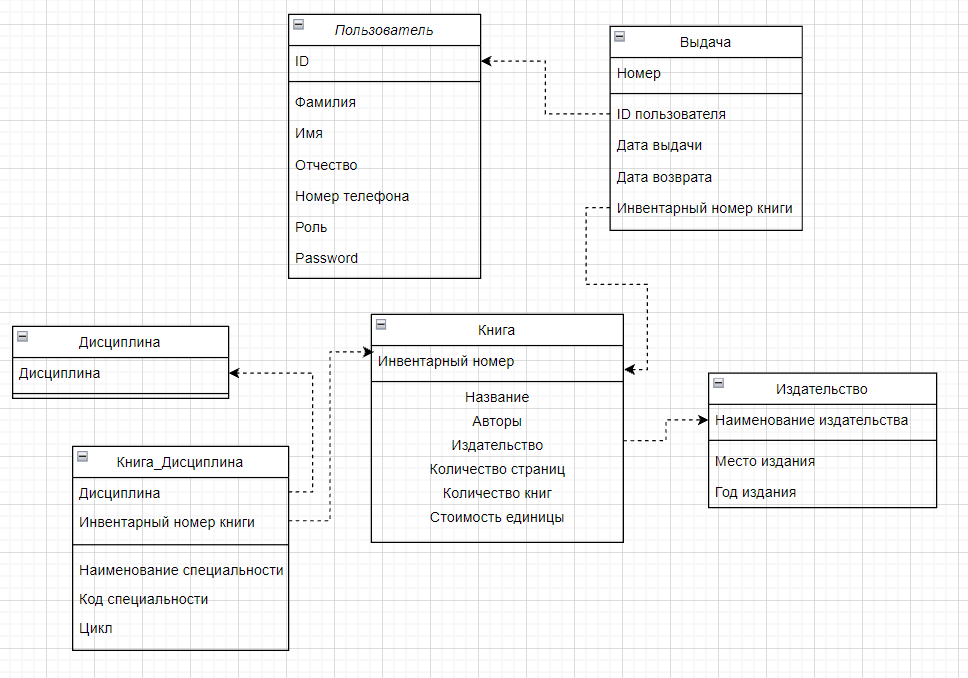 Пользователь
ID
Фамилия
Имя
Отчество
Номер телефона
Роль
Password
Выдача
Номер
ID пользователя
Дата выдачи
Дата возврата
Инвентарный номер книги
Дисциплина
Дисциплина
Книга_Дисциплина
Дисциплина
Инвентарный номер книги
Наименование специальности
Код специальности
Цикл
Книга
Инвентарный номер
Название
Авторы
Издательство
Количество страниц
Количество книг
Стоимость единицы
Издательство
Наименование издательства
Место издания
Год издания